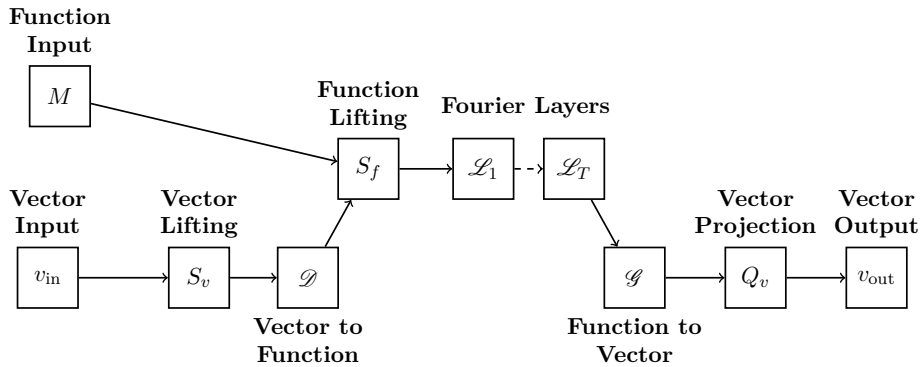 Function
Input
M
Function
Lifting
S_f
Fourier Layers
ℒ_1
ℒ_T
Vector
Input
v_in
Vector
Lifting
S_v
𝒟
Vector to
Function
𝒢
Function to
Vector
Vector
Projection
Q_v
Vector
Output
v_out